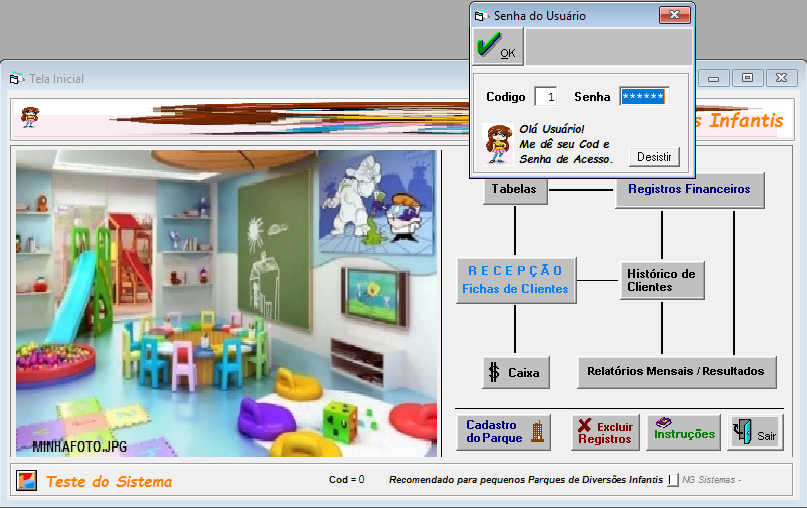 Senha do Usuário
OK
Codigo 1 Senha ******
Olá Usuário!
Me dê seu Cod e
Senha de Acesso.
Desistir
Tela Inicial
s Infantis
Tabelas
Registros Financeiros
R E C E P Ç Ã O
Fichas de Clientes
Histórico de
Clientes
$ Caixa
Relatórios Mensais / Resultados
MINHAFOTO.JPG
Cadastro
do Parque
Excluir
Registros
Instruções
Sair
Teste do Sistema
Cod = 0
Recomendado para pequenos Parques de Diversões Infantis
NG Sistemas -